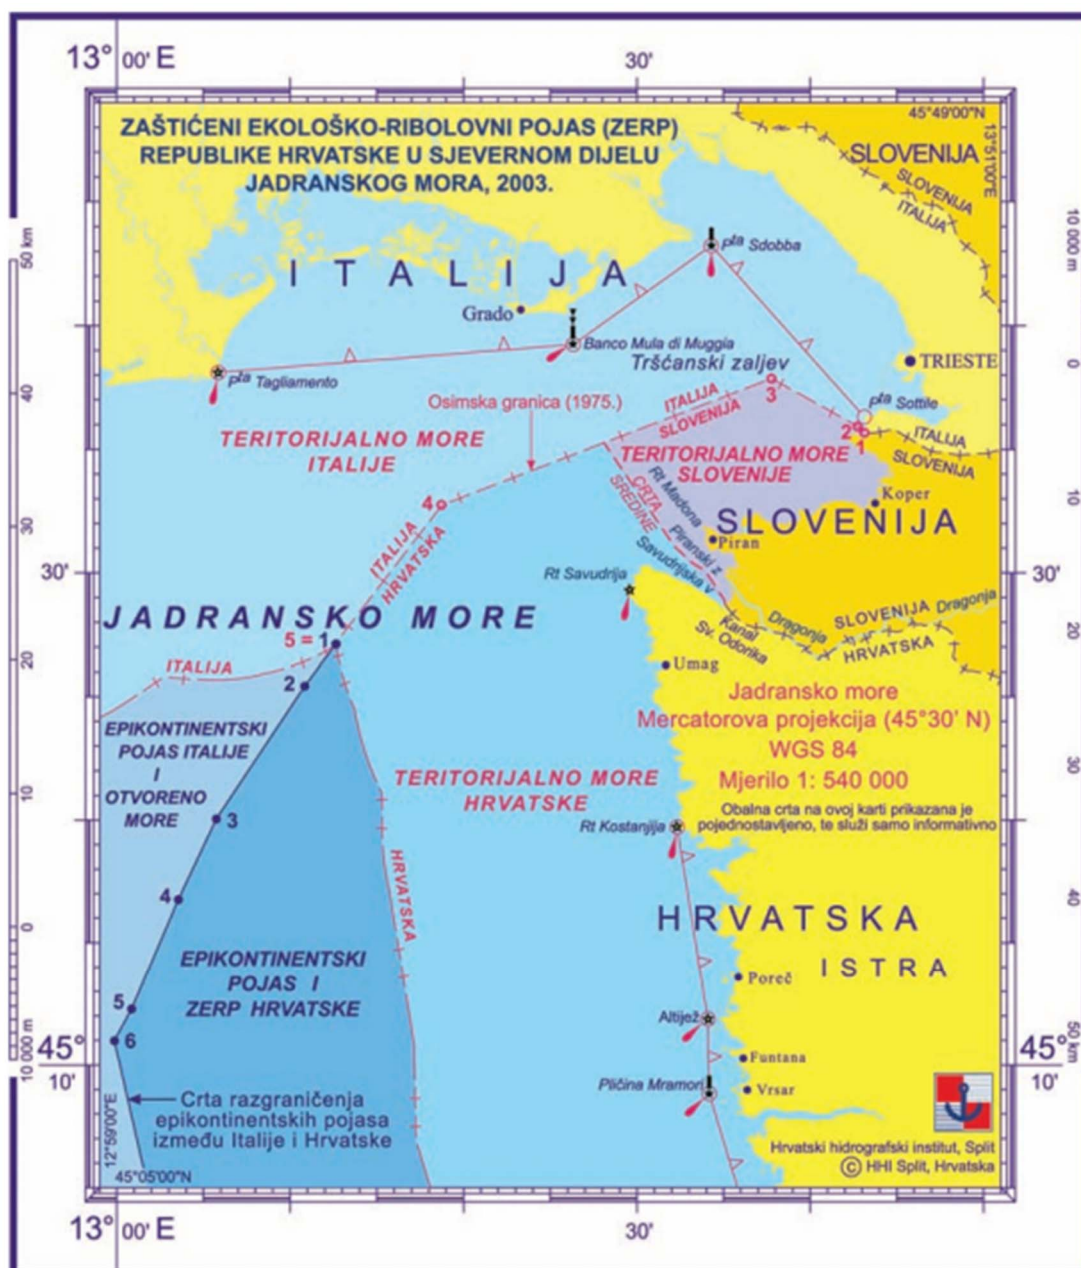 13° 00' E
30'
45°49'00"N
13°51'00"E
ZAŠTIĆENI EKOLOŠKO-RIBOLOVNI POJAS (ZERP)
REPUBLIKE HRVATSKE U SJEVERNOM DIJELU
JADRANSKOG MORA, 2003.
SLOVENIJA
SLOVENIJA
ITALIJA
50 km
10 000 m
Pta Sdobba
ITALIJA
Grado
Banco Mula di Muggia
Tršćanski zaljev
TRIESTE
0
Pta Tagliamento
40
ITALIJA
SLOVENIJA
3
Osimska granica (1975.)
Pta Sottile
2
1
ITALIJA
SLOVENIJA
TERITORIJALNO MORE
ITALIJE
TERITORIJALNO MORE
SLOVENIJE
CRTA
SREDINE
Rt Madona
Koper
4
30
10
SLOVENIJA
Piran
Piranski z
Savudrijska v
ITALIJA
HRVATSKA
30'
30'
Rt Savudrija
JADRANSKO MORE
Kanal
Sv. Odorika
Dragonja
SLOVENIJA
Dragonja
HRVATSKA
5 = 1
20
20
ITALIJA
2
Umag
Jadransko more
Mercatorova projekcija (45°30' N)
WGS 84
Mjerilo 1: 540 000
EPIKONTINENTSKI
POJAS ITALIJE
I
OTVORENO
MORE
TERITORIJALNO MORE
HRVATSKE
10
30
Obalna crta na ovoj karti prikazana je
pojednostavljeno, te služi samo informativno
3
Rt Kostanjija
HRVATSKA
4
40
0
HRVATSKA
ISTRA
EPIKONTINENTSKI
POJAS I
ZERP HRVATSKE
Poreč
5
Altijež
6
10 000 m
50 km
45°
10'
45°
10'
Funtana
Pličina Mramori
Vrsar
Crta razgraničenja
epikontinentskih pojasa
između Italije i Hrvatske
12°59'00"E
45°05'00"N
Hrvatski hidrografski institut, Split
© HHI Split, Hrvatska
13° 00' E
30'